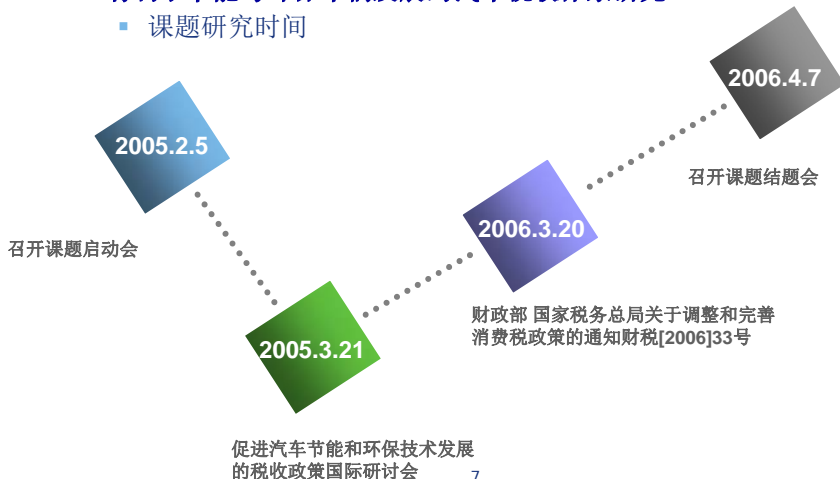 课题研究时间
2006.4.7
2005.2.5
召开课题结题会
2006.3.20
召开课题启动会
财政部 国家税务总局关于调整和完善
消费税政策的通知财税[2006]33号
2005.3.21
促进汽车节能和环保技术发展
的税收政策国际研讨会
7